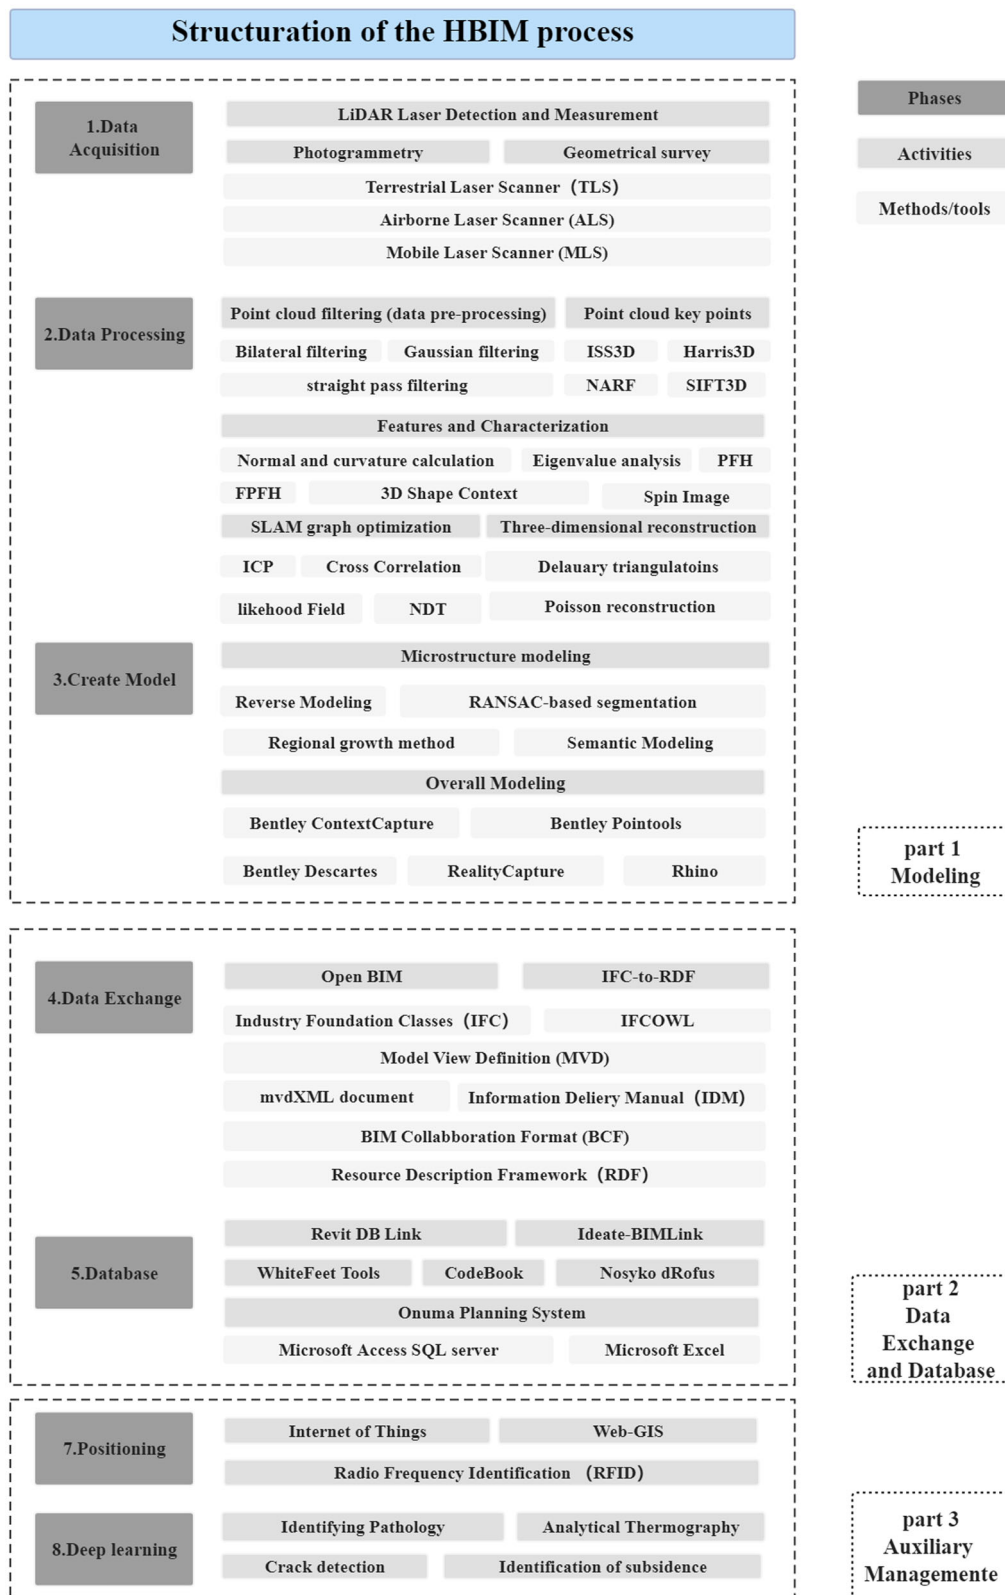 Structuration of the HBIM process
1.Data
Acquisition
LiDAR Laser Detection and Measurement
Photogrammetry
Geometrical survey
Terrestrial Laser Scanner（TLS）
Airborne Laser Scanner (ALS)
Mobile Laser Scanner (MLS)
Phases
Activities
Methods/tools
2.Data Processing
Point cloud filtering (data pre-processing)
Point cloud key points
Bilateral filtering
Gaussian filtering
ISS3D
Harris3D
straight pass filtering
NARF
SIFT3D
Features and Characterization
Normal and curvature calculation
Eigenvalue analysis
PFH
FPFH
3D Shape Context
Spin Image
SLAM graph optimization
Three-dimensional reconstruction
ICP
Cross Correlation
Delauary triangulatoins
likehood Field
NDT
Poisson reconstruction
3.Create Model
Microstructure modeling
Reverse Modeling
RANSAC-based segmentation
Regional growth method
Semantic Modeling
Overall Modeling
Bentley ContextCapture
Bentley Pointools
Bentley Descartes
RealityCapture
Rhino
part 1
Modeling
4.Data Exchange
Open BIM
IFC-to-RDF
Industry Foundation Classes（IFC）
IFCOWL
Model View Definition (MVD)
mvdXML document
Information Deliery Manual（IDM）
BIM Collabboration Format (BCF)
Resource Description Framework（RDF）
5.Database
Revit DB Link
Ideate-BIMLink
WhiteFeet Tools
CodeBook
Nosyko dRofus
Onuma Planning System
Microsoft Access SQL server
Microsoft Excel
part 2
Data
Exchange
and Database
7.Positioning
Internet of Things
Web-GIS
Radio Frequency Identification （RFID）
8.Deep learning
Identifying Pathology
Analytical Thermography
Crack detection
Identification of subsidence
part 3
Auxiliary
Managemente